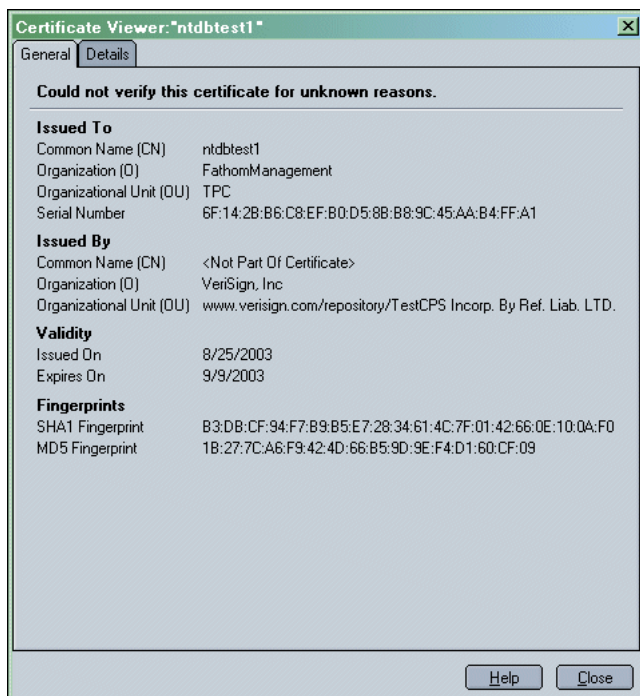 Certificate Viewer:"ntdbtest1"
General Details
Could not verify this certificate for unknown reasons.
Issued To
Common Name (CN) ntdbtest1
Organization (O) FathomManagement
Organizational Unit (OU) TPC
Serial Number 6F:14:2B:B6:C8:EF:B0:D5:8B:B8:9C:45:AA:B4:FF:A1
Issued By
Common Name (CN) <Not Part Of Certificate>
Organization (O) VeriSign, Inc
Organizational Unit (OU) www.verisign.com/repository/TestCPS Incorp. By Ref. Liab. LTD.
Validity
Issued On 8/25/2003
Expires On 9/9/2003
Fingerprints
SHA1 Fingerprint B3:DB:CF:94:F7:B9:B5:E7:28:34:61:4C:7F:01:42:66:0E:10:0A:F0
MD5 Fingerprint 1B:27:7C:A6:F9:42:4D:66:B5:9D:9E:F4:D1:60:CF:09
Help Close